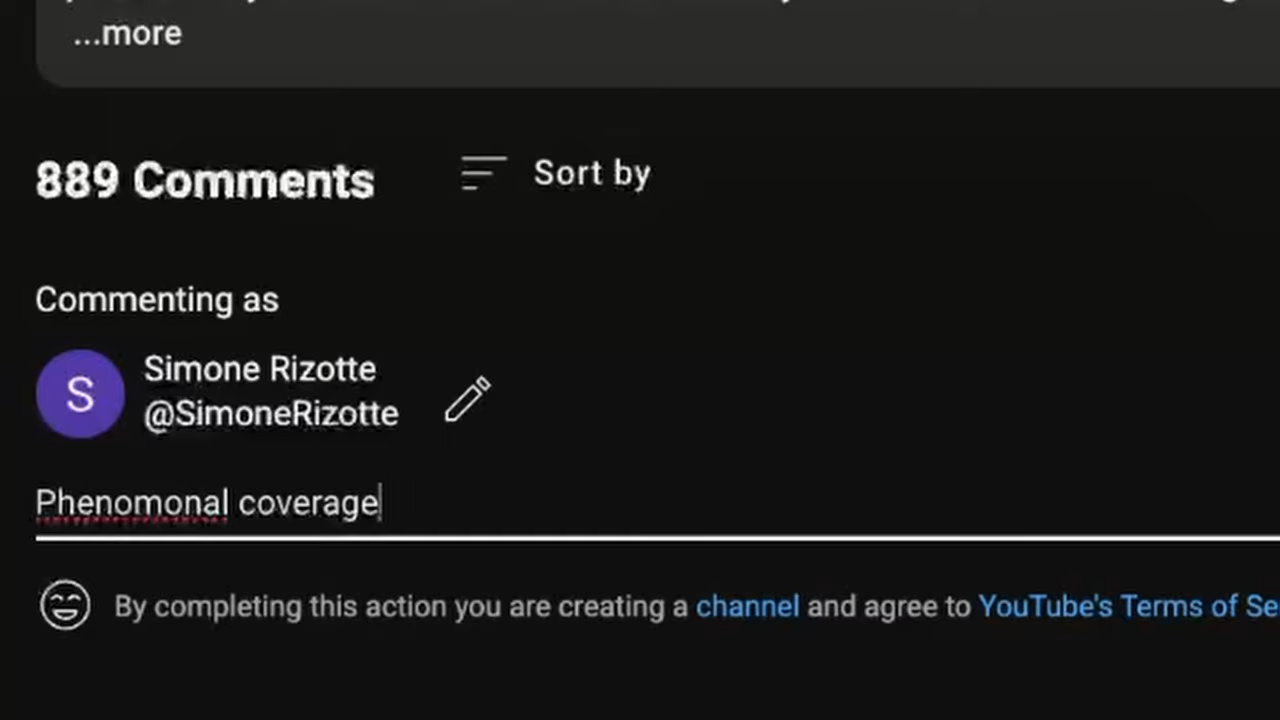 ...more
889 Comments
Sort by
Commenting as
S
Simone Rizotte
@SimoneRizotte
Phenomonal coverage
By completing this action you are creating a channel and agree to YouTube's Terms of Se